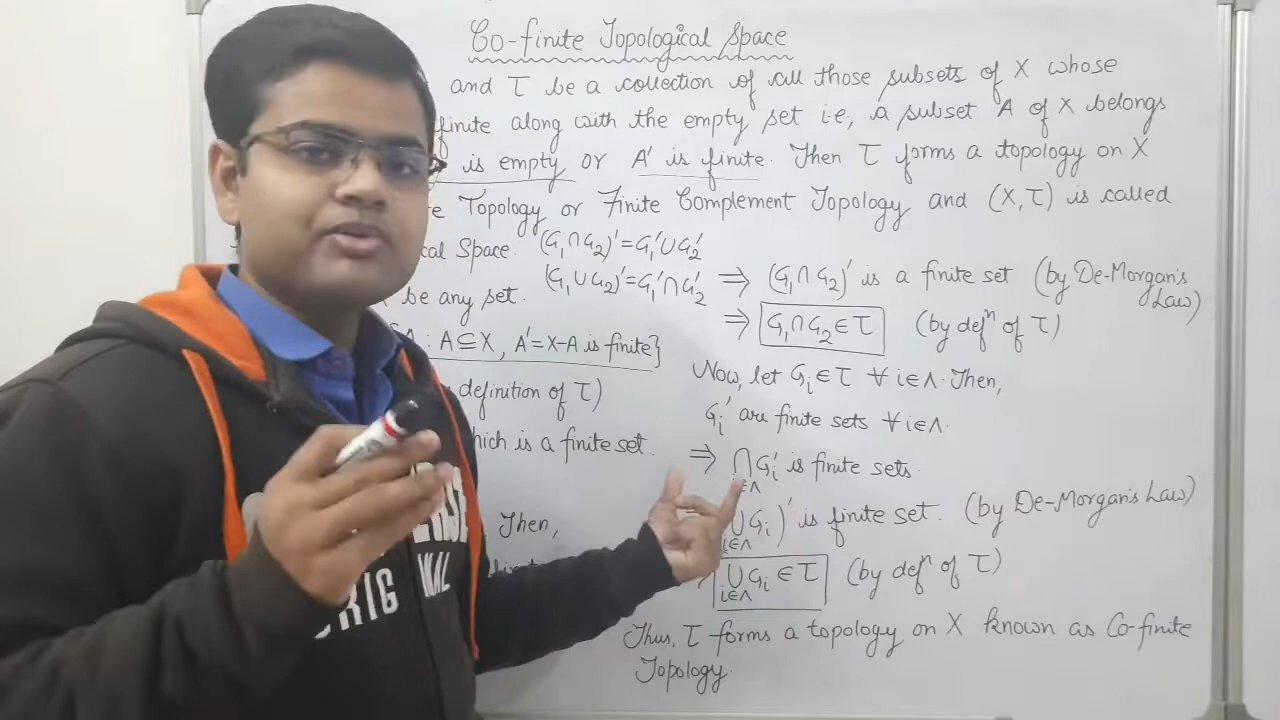 Co-finite Topological Space
and τ be a collection of all those subsets of X whose
finite along with the empty set i.e, a subset A of X belongs
is empty or A' is finite. Then τ forms a topology on X
Topology or Finite Complement Topology and (X,τ) is called
Space.
(G₁∩G₂)'=G₁'∪G₂'
(G₁∪G₂)'=G₁'∩G₂'
be any set.
: A⊆X, A'=X-A is finite}
definition of τ)
which is a finite set.
Then,
⇒ (G₁∩G₂)' is a finite set (by De-Morgan's
Law)
⇒ G₁∩G₂∈τ (by defⁿ of τ)
Now, let Gᵢ∈τ ∀ i∈Λ. Then,
Gᵢ' are finite sets ∀ i∈Λ.
⇒ ∩Gᵢ' is finite sets.
∈Λ
∪Gᵢ)' is finite set. (by De-Morgan's Law)
i∈Λ
∪Gᵢ∈τ (by defⁿ of τ)
i∈Λ
Thus, τ forms a topology on X known as Co-finite
Topology.
ORIG NAL